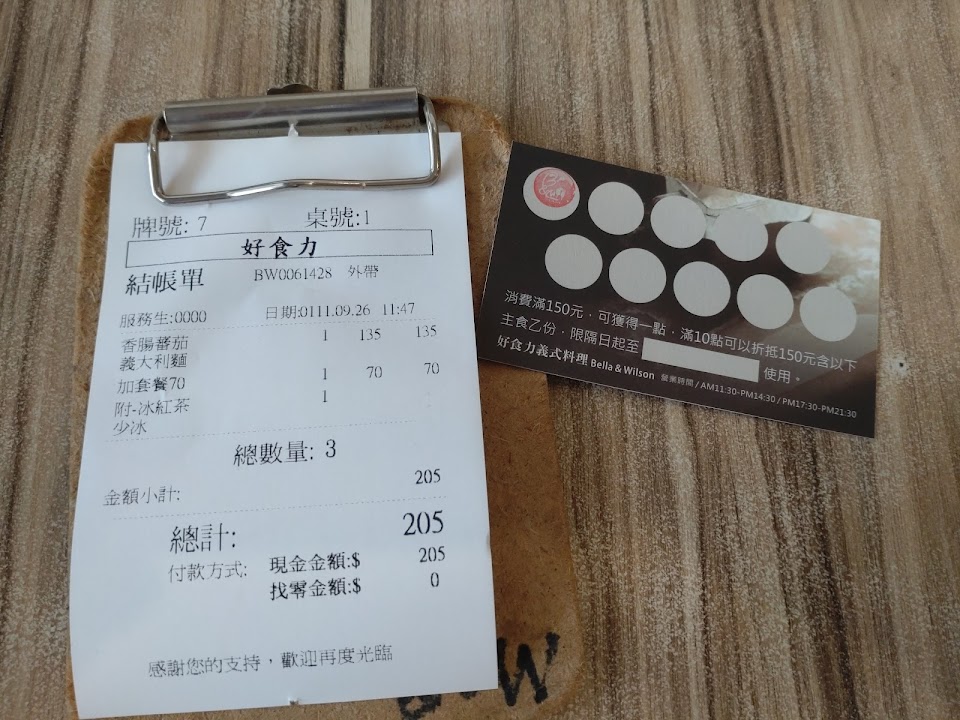 牌號: 7 桌號:1
好食力
結帳單 BW0061428 外帶
服務生:0000 日期:0111.09.26 11:47
香腸蕃茄 1 135 135
義大利麵
加套餐70 1 70 70
附-冰紅茶 1
少冰
總數量: 3
金額小計: 205
總計: 205
付款方式: 現金金額:$ 205
找零金額:$ 0
感謝您的支持，歡迎再度光臨
消費滿150元．可獲得一點．滿10點可以折抵150元含以下
主食乙份．限隔日起至 使用。
好食力義式料理 Bella & Wilson 營業時間 / AM11:30-PM14:30 / PM17:30-PM21:30